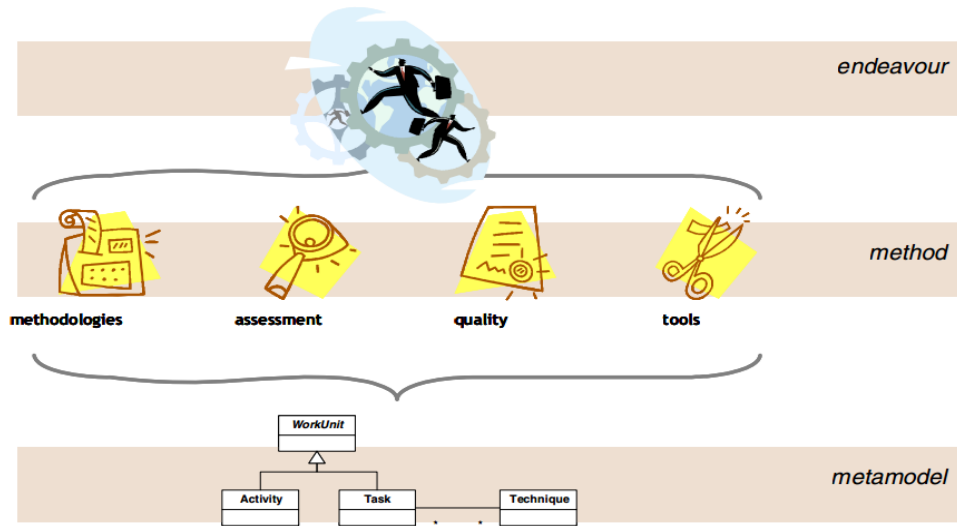 endeavour
method
methodologies
assessment
quality
tools
WorkUnit
metamodel
Activity
Task
Technique
* *